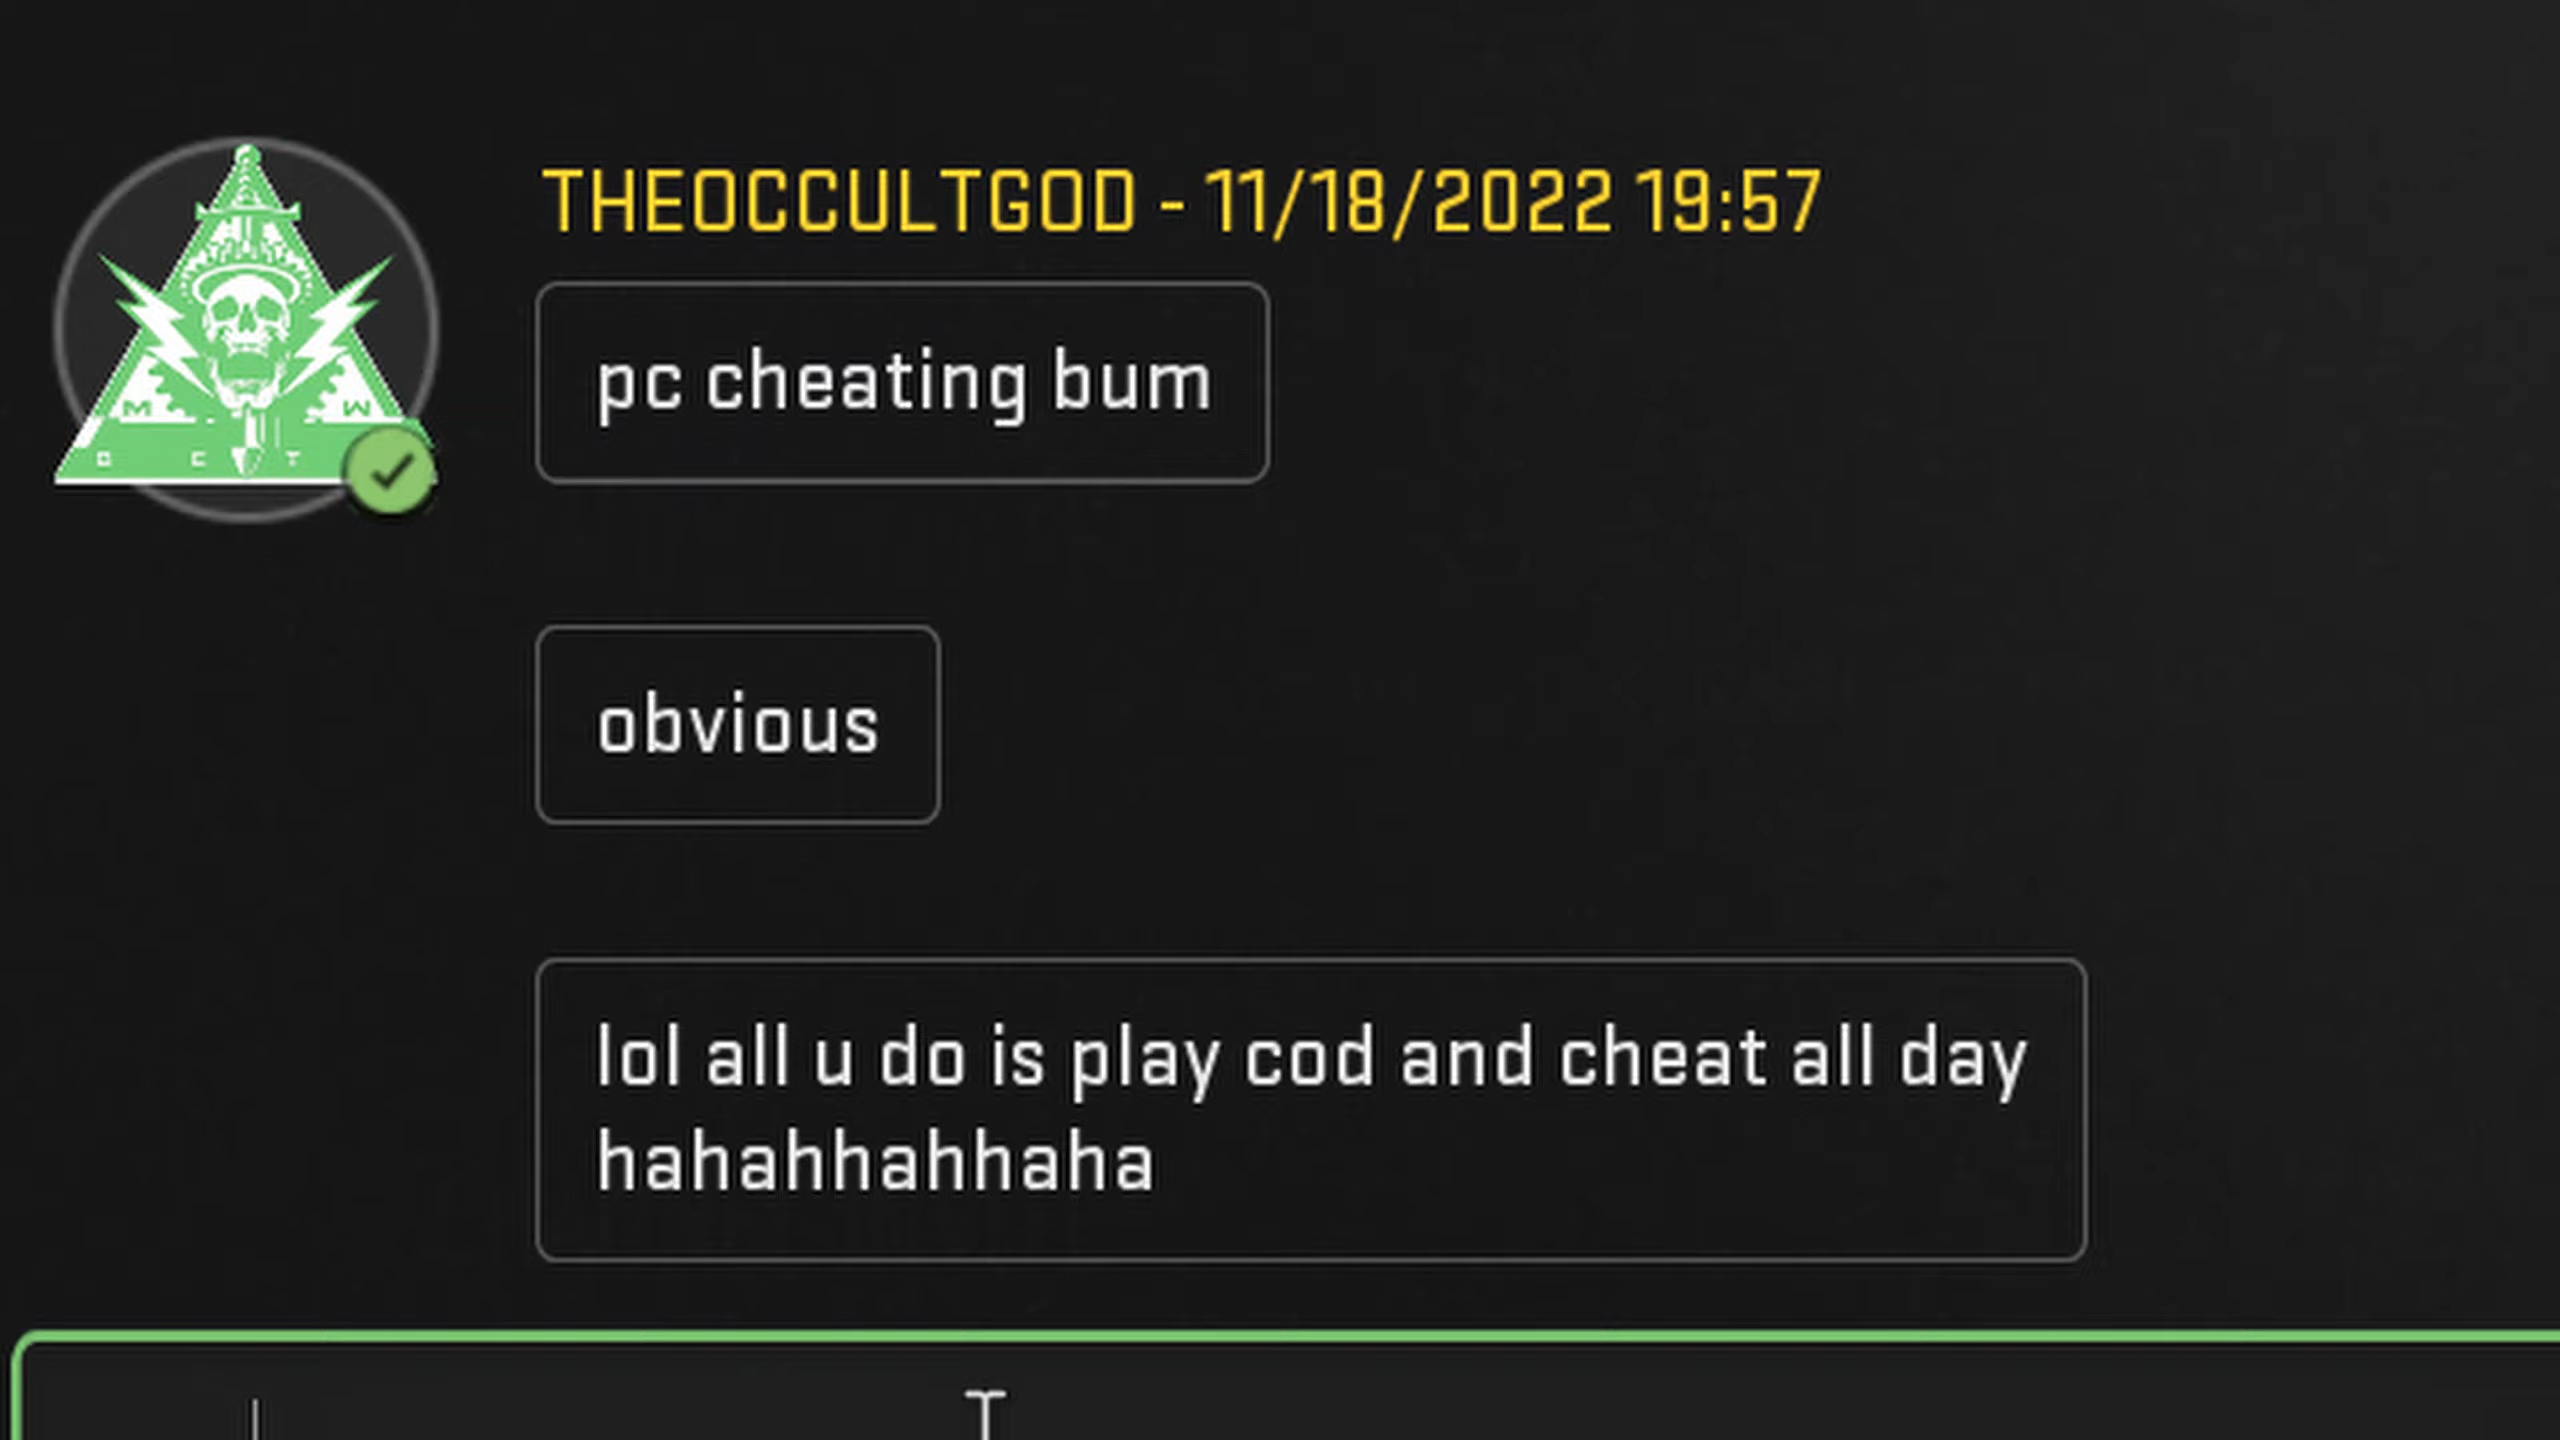 THEOCCULTGOD - 11/18/2022 19:57
pc cheating bum
M W
O C T
obvious
lol all u do is play cod and cheat all day
hahahhahhaha